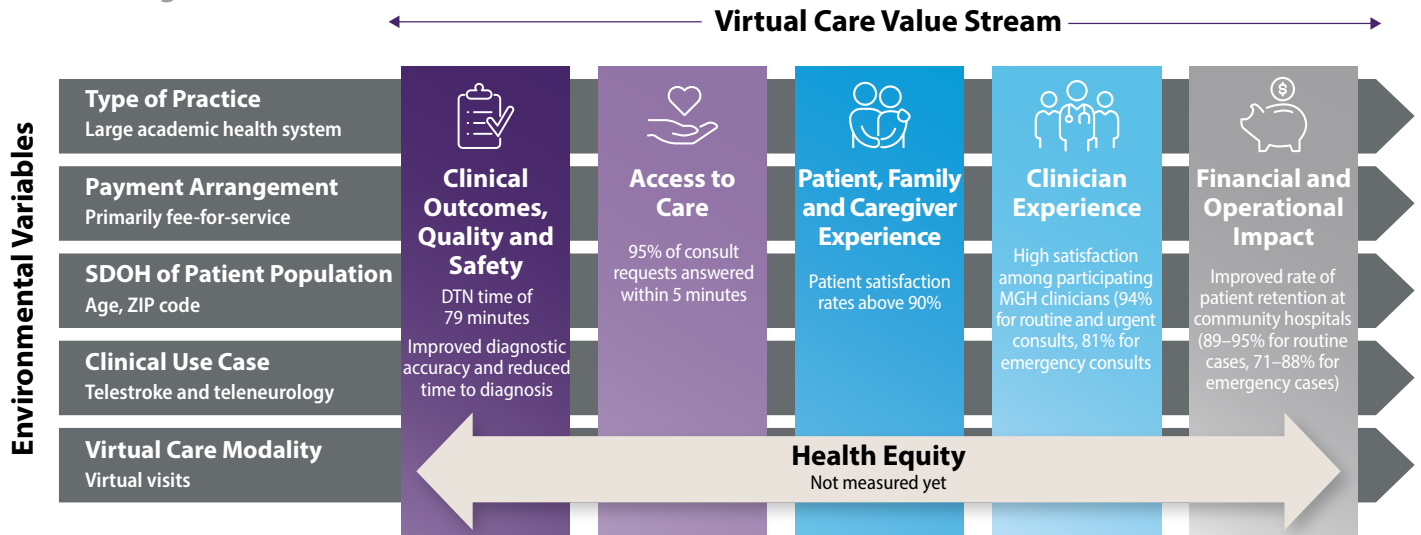 Virtual Care Value Stream
Environmental Variables
Type of Practice
Large academic health system
Payment Arrangement
Primarily fee-for-service
SDOH of Patient Population
Age, ZIP code
Clinical Use Case
Telestroke and teleneurology
Virtual Care Modality
Virtual visits
Clinical
Outcomes,
Quality and
Safety
DTN time of
79 minutes
Improved diagnostic
accuracy and reduced
time to diagnosis
Access to
Care
95% of consult
requests answered
within 5 minutes
Patient, Family
and Caregiver
Experience
Patient satisfaction
rates above 90%
Clinician
Experience
High satisfaction
among participating
MGH clinicians (94%
for routine and urgent
consults, 81% for
emergency consults
$
Financial and
Operational
Impact
Improved rate of
patient retention at
community hospitals
(89–95% for routine
cases, 71–88% for
emergency cases)
Health Equity
Not measured yet